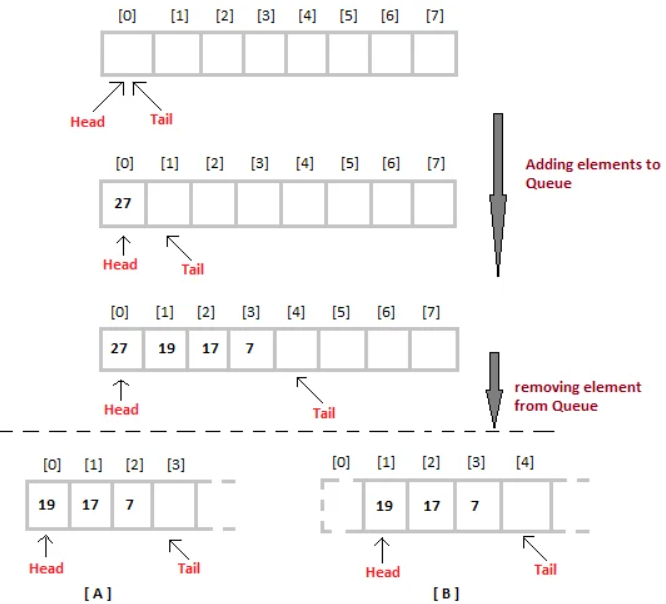 [0] [1] [2] [3] [4] [5] [6] [7]
Head Tail
[0] [1] [2] [3] [4] [5] [6] [7]
Adding elements to
Queue
27
Head Tail
[0] [1] [2] [3] [4] [5] [6] [7]
27 19 17 7
Head Tail
removing element
from Queue
[0] [1] [2] [3]
19 17 7
Head Tail
[ A ]
[0] [1] [2] [3] [4]
19 17 7
Head Tail
[ B ]